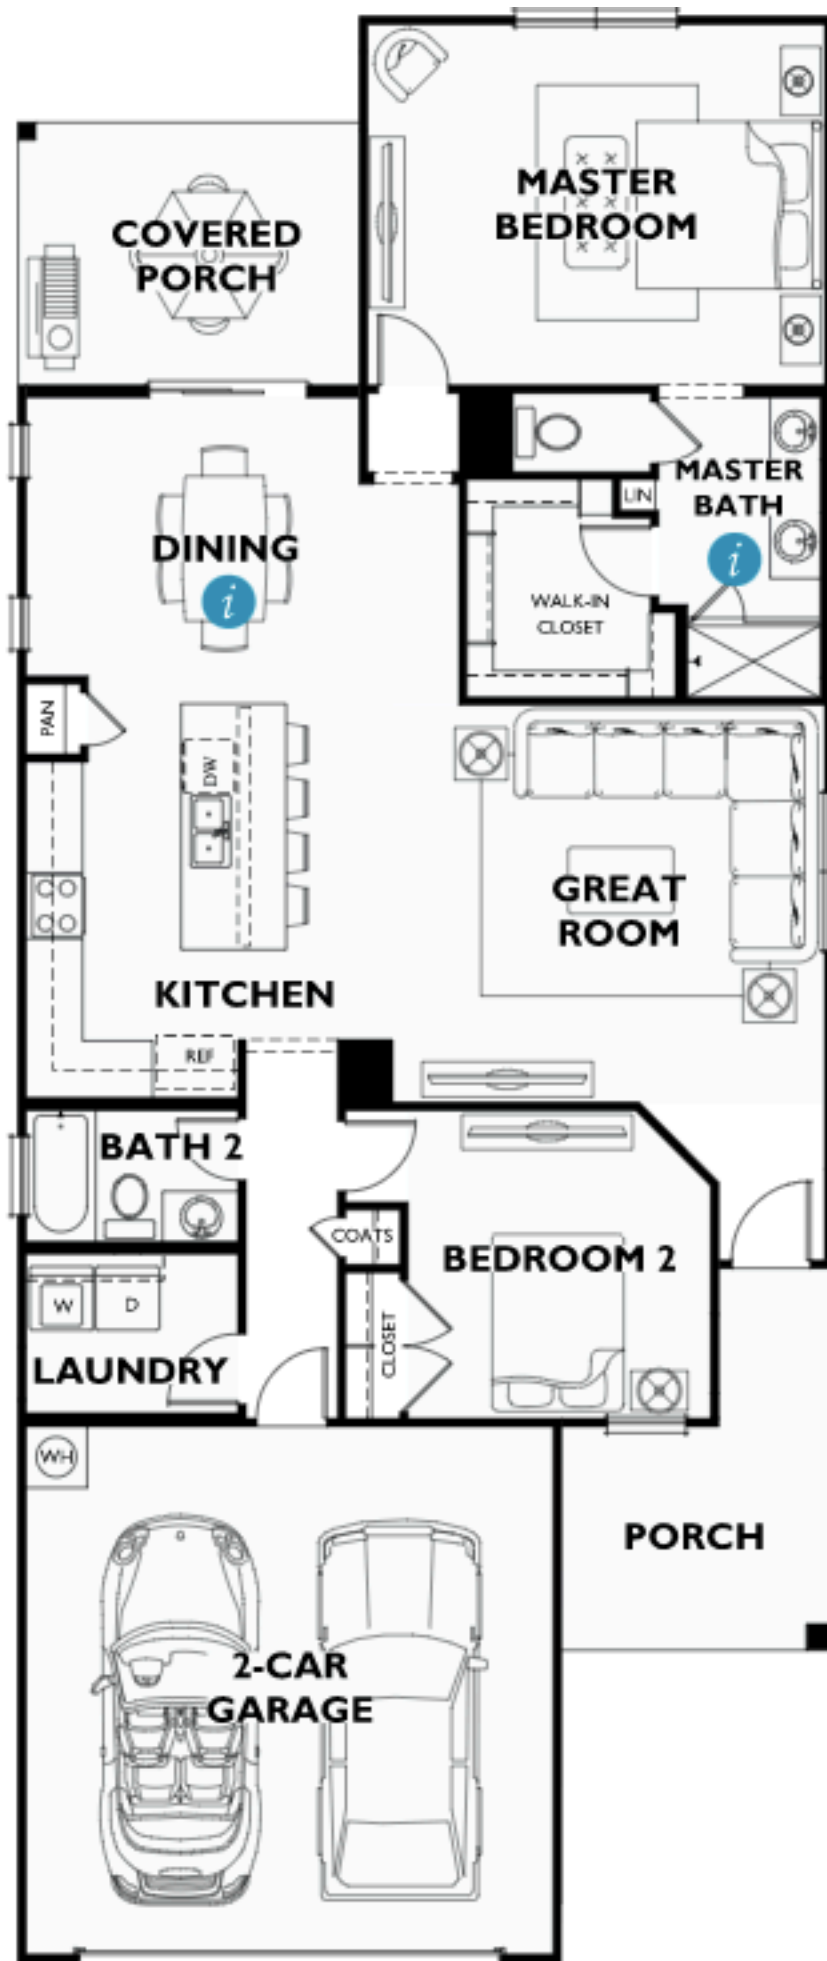 MASTER
BEDROOM
COVERED
PORCH
MASTER
BATH
LIN
DINING
i
i
WALK-IN
CLOSET
PAN
DW
GREAT
ROOM
KITCHEN
REF
BATH 2
COATS
BEDROOM 2
W
D
CLOSET
LAUNDRY
WH
PORCH
2-CAR
GARAGE